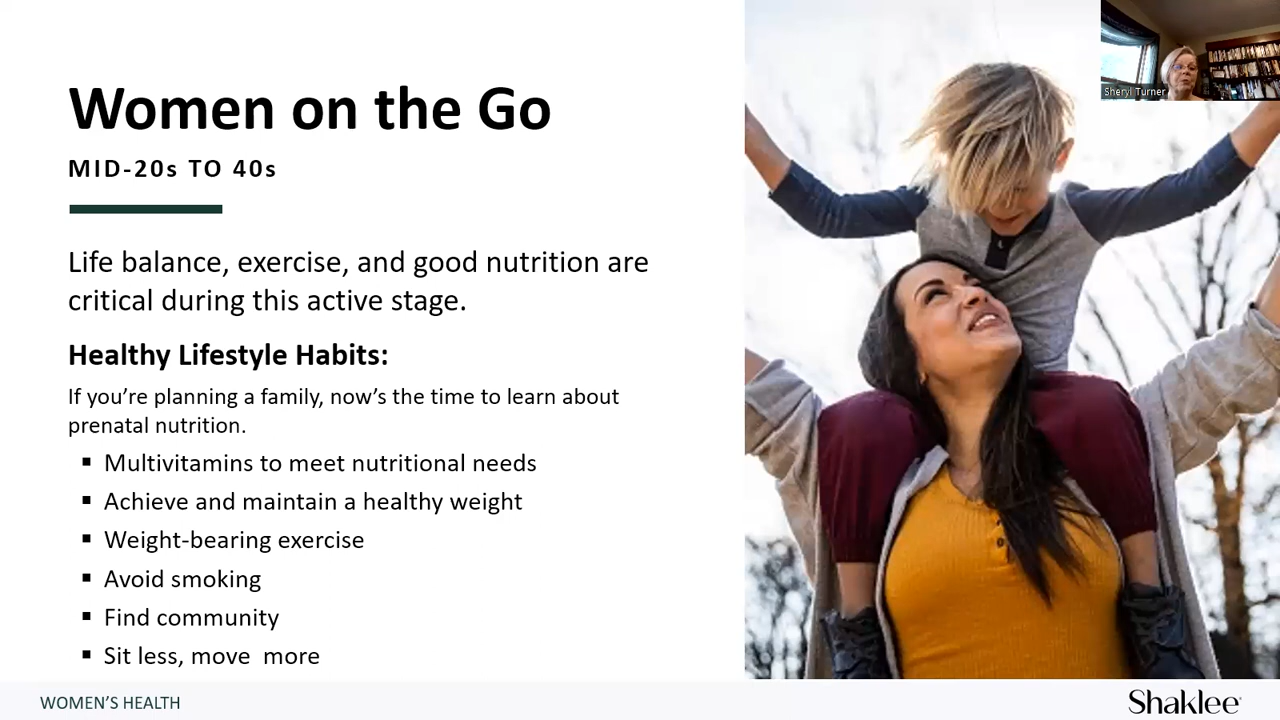 Sheryl Turner
Women on the Go
MID-20s TO 40s
Life balance, exercise, and good nutrition are
critical during this active stage.
Healthy Lifestyle Habits:
If you’re planning a family, now’s the time to learn about
prenatal nutrition.
▪ Multivitamins to meet nutritional needs
▪ Achieve and maintain a healthy weight
▪ Weight-bearing exercise
▪ Avoid smoking
▪ Find community
▪ Sit less, move  more
WOMEN’S HEALTH
Shaklee